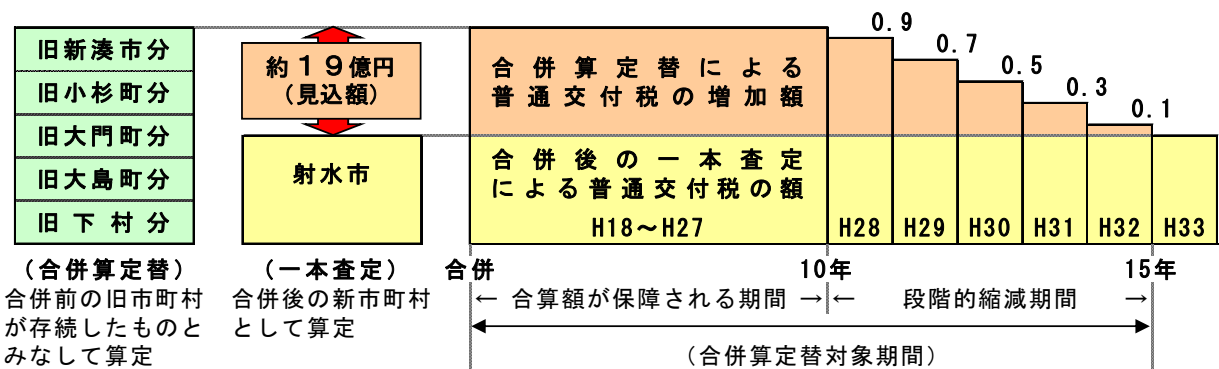 旧新湊市分
旧小杉町分
旧大門町分
旧大島町分
旧下村分
(合併算定替)
合併前の旧市町村
が存続したものと
みなして算定
約19億円
(見込額)
射水市
(一本査定)
合併後の新市町村
として算定
合併算定替による
普通交付税の増加額
合併後の一本査定
による普通交付税の額
H18~H27
0.9
0.7
0.5
0.3
0.1
H28
H29
H30
H31
H32
H33
合併
10年
15年
← 合算額が保障される期間 →
← 段階的縮減期間 →
(合併算定替対象期間)